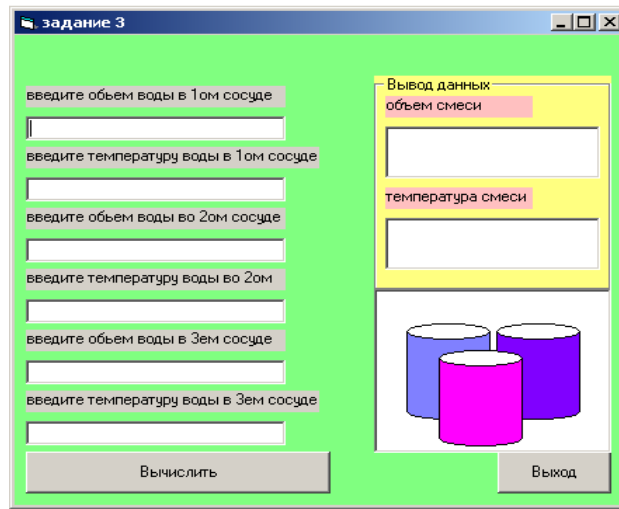 задание 3
введите обьем воды в 1ом сосуде
введите температуру воды в 1ом сосуде
введите обьем воды во 2ом сосуде
введите температуру воды во 2ом
введите обьем воды в 3ем сосуде
введите температуру воды в 3ем сосуде
Вычислить
Вывод данных
объем смеси
температура смеси
Выход